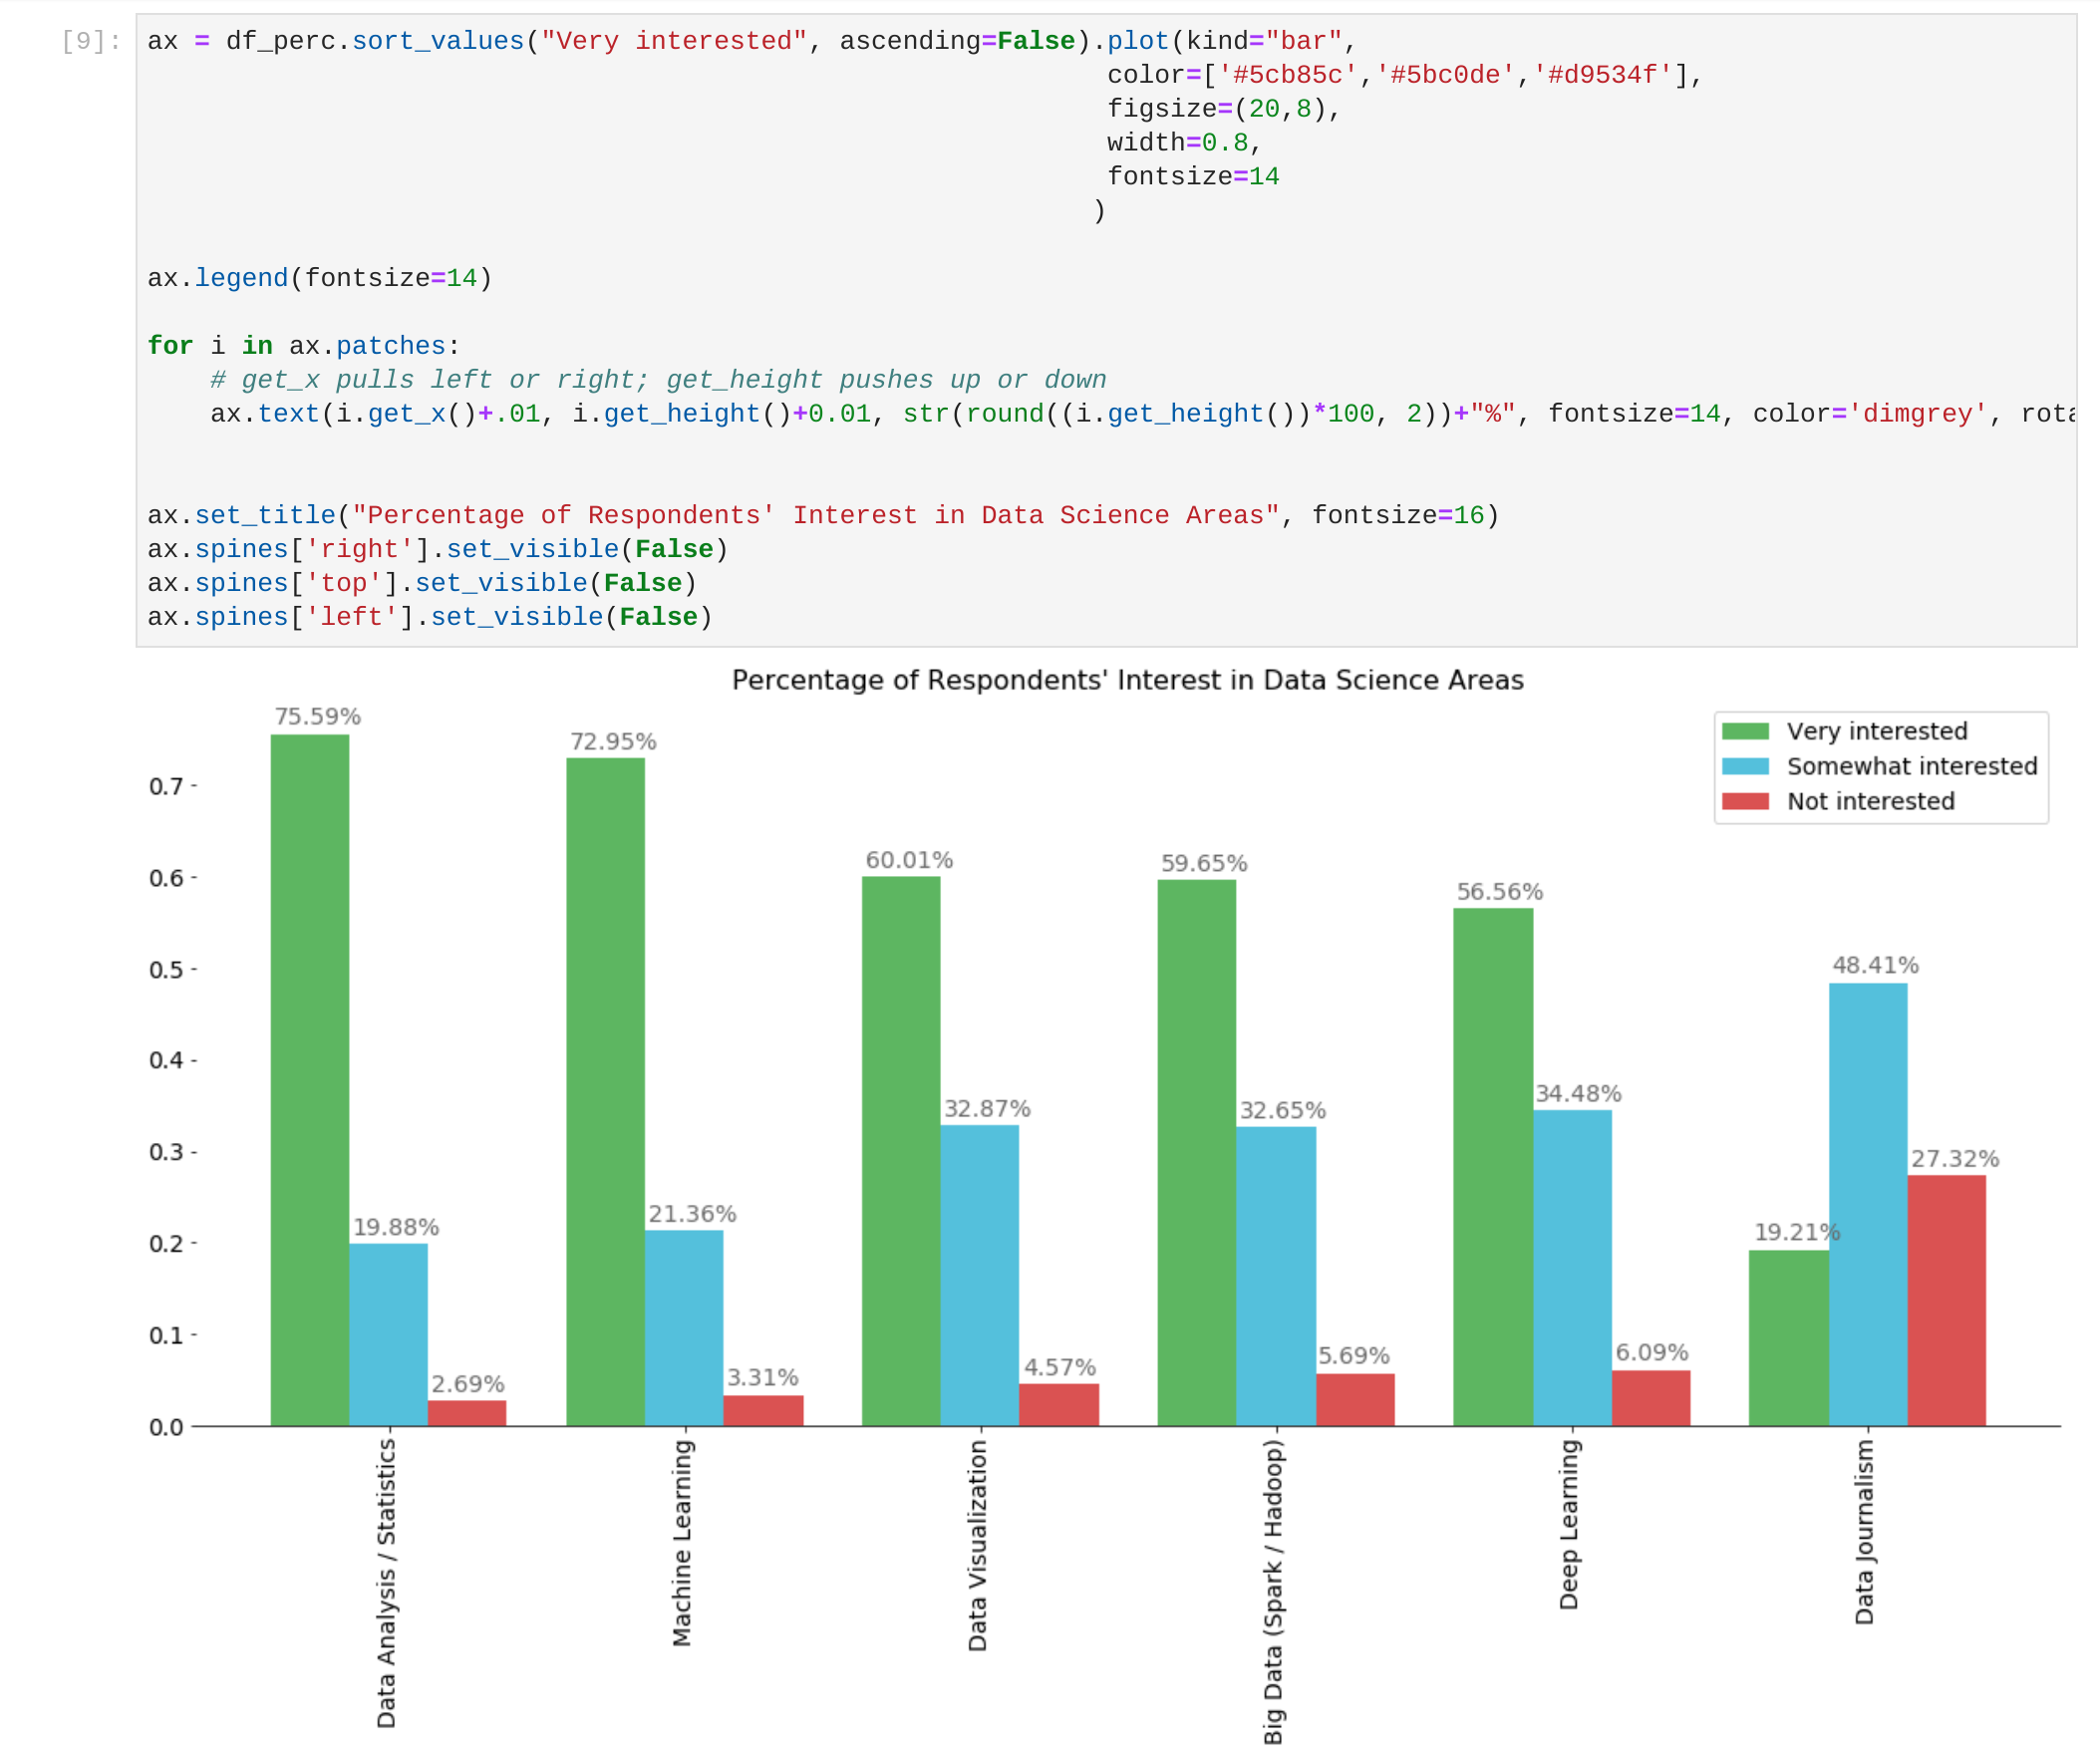 [9]: ax = df_perc.sort_values("Very interested", ascending=False).plot(kind="bar",
color=['#5cb85c','#5bc0de','#d9534f'],
figsize=(20,8),
width=0.8,
fontsize=14
)
ax.legend(fontsize=14)
for i in ax.patches:
# get_x pulls left or right; get_height pushes up or down
ax.text(i.get_x()+.01, i.get_height()+0.01, str(round((i.get_height())*100, 2))+"%", fontsize=14, color='dimgrey',
ax.set_title("Percentage of Respondents' Interest in Data Science Areas", fontsize=16)
ax.spines['right'].set_visible(False)
ax.spines['top'].set_visible(False)
ax.spines['left'].set_visible(False)
Percentage of Respondents' Interest in Data Science Areas
Very interested
Somewhat interested
Not interested
0.7
0.6
0.5
0.4
0.3
0.2
0.1
0.0
75.59%
19.88%
2.69%
72.95%
21.36%
3.31%
60.01%
32.87%
4.57%
59.65%
32.65%
5.69%
56.56%
34.48%
6.09%
19.21%
48.41%
27.32%
Data Analysis / Statistics
Machine Learning
Data Visualization
Big Data (Spark / Hadoop)
Deep Learning
Data Journalism